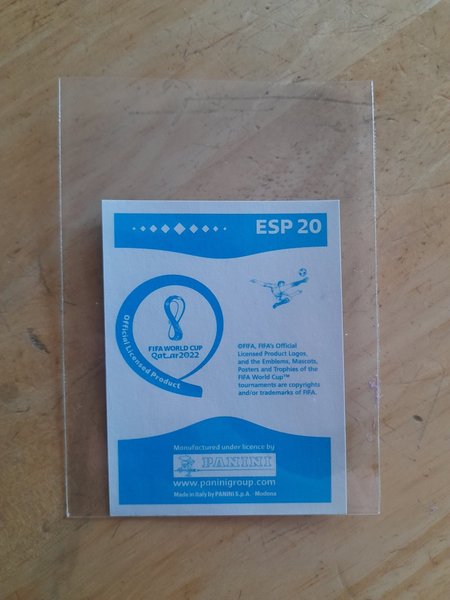 ESP 20
Official Licensed Product
FIFA WORLD CUP
Qatar2022
©FIFA, FIFA's Official
Licensed Product Logos,
and the Emblems, Mascots,
Posters and Trophies of the
FIFA World Cup™
tournaments are copyrights
and/or trademarks of FIFA.
Manufactured under licence by
PANINI
www.paninigroup.com
Made in Italy by PANINI S.p.A. - Modena